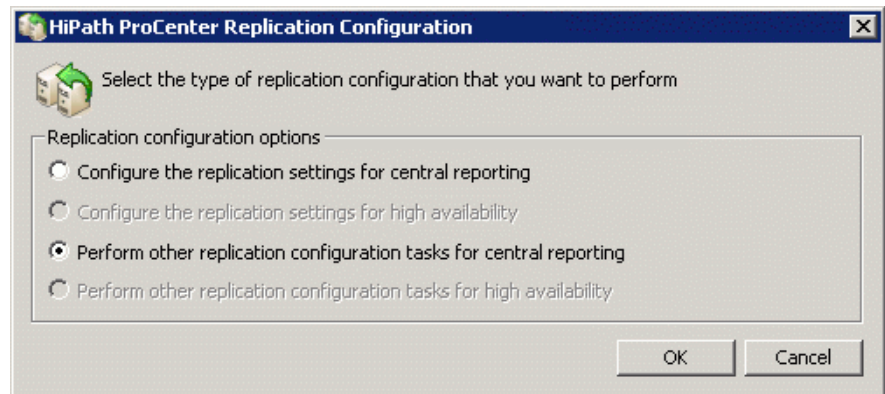 HiPath ProCenter Replication Configuration
Select the type of replication configuration that you want to perform
Replication configuration options
Configure the replication settings for central reporting
Configure the replication settings for high availability
Perform other replication configuration tasks for central reporting
Perform other replication configuration tasks for high availability
OK Cancel